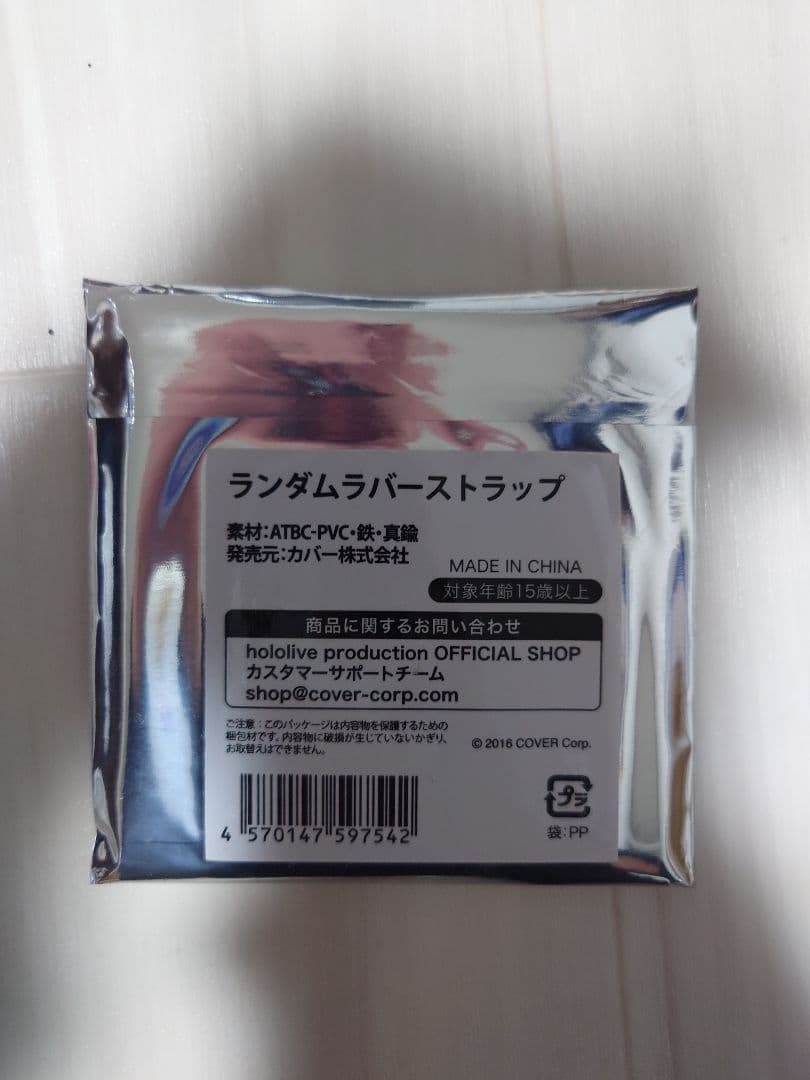 ランダムラバーストラップ
素材:ATBC-PVC・鉄・真鍮
発売元:カバー株式会社
MADE IN CHINA
対象年齢15歳以上
商品に関するお問い合わせ
hololive production OFFICIAL SHOP
カスタマーサポートチーム
shop@cover-corp.com
ご注意:このパッケージは内容物を保護するための
梱包材です。内容物に破損が生じていないかぎり、
お取替えはできません。
© 2016 COVER Corp.
4 570147 597542
プラ
袋:PP